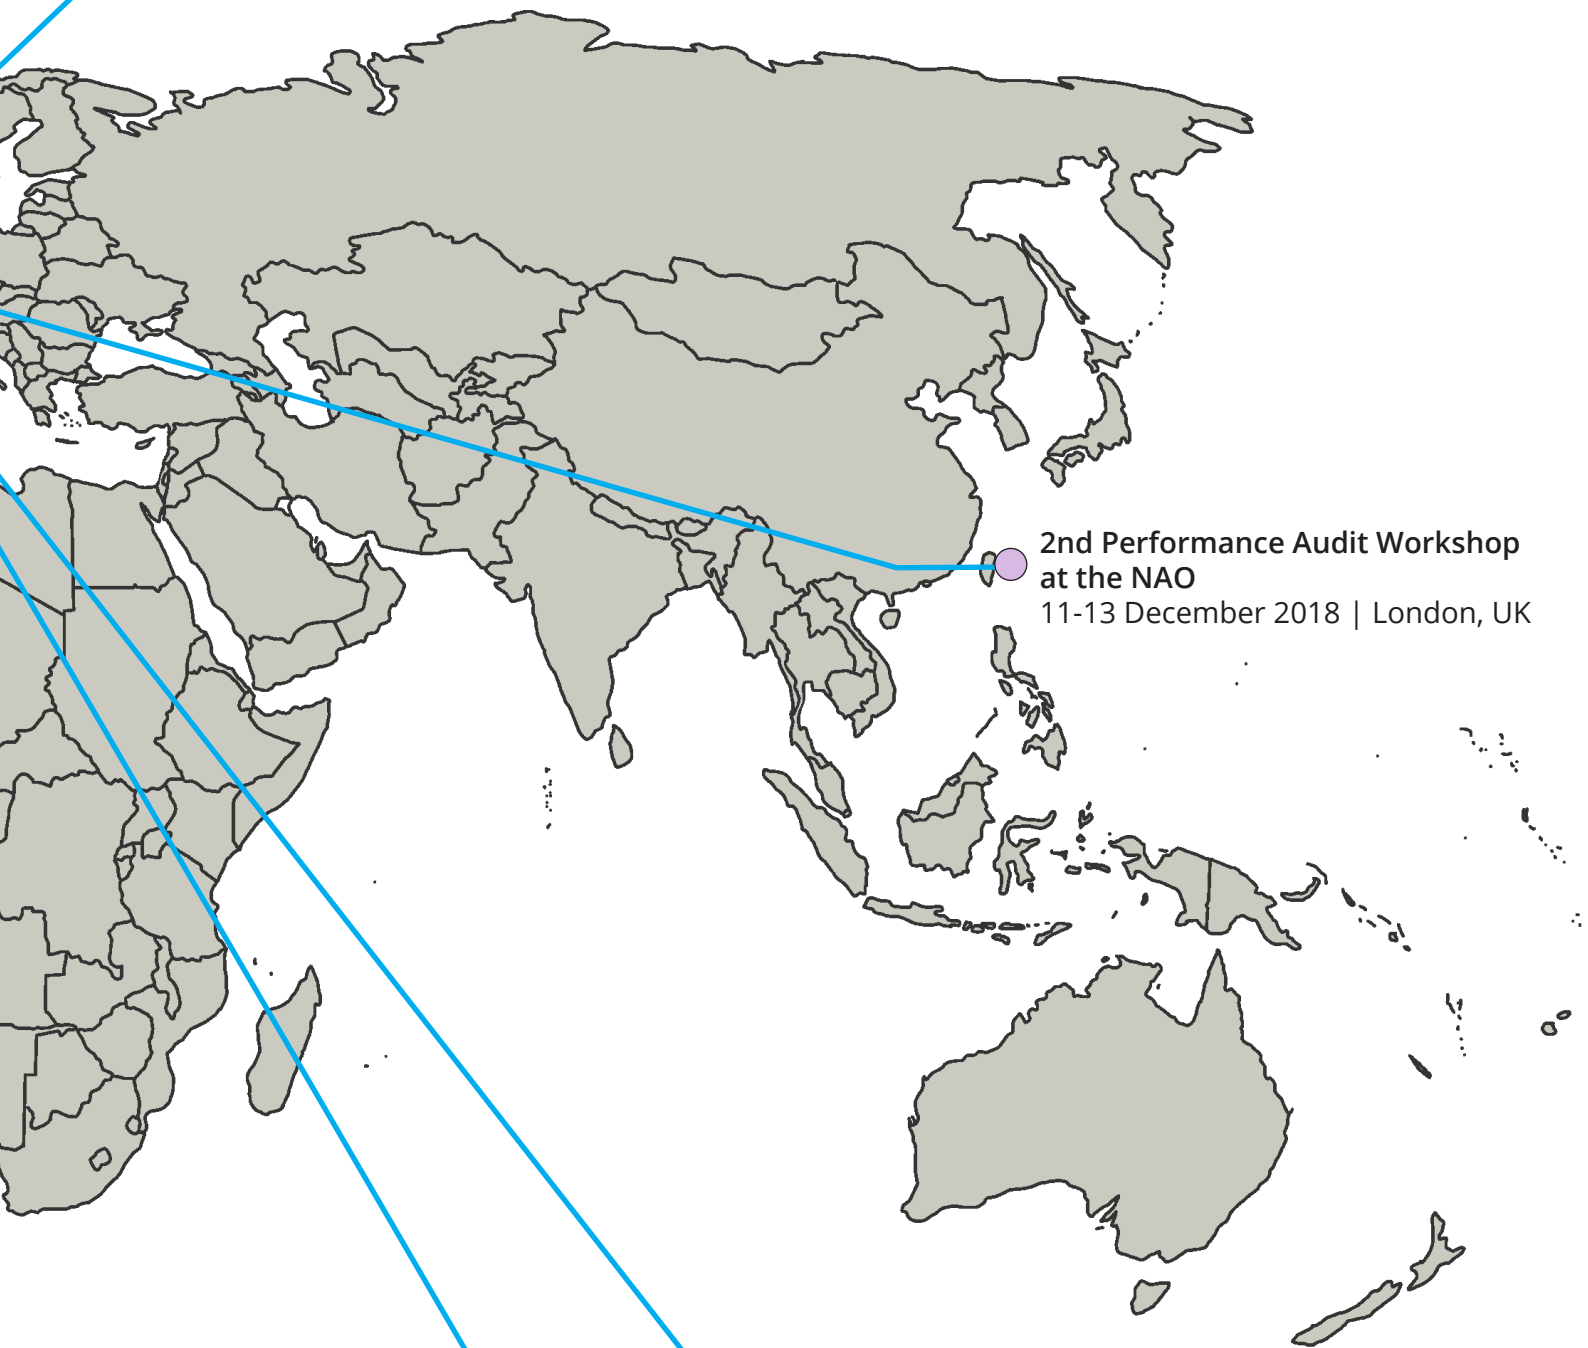 2nd Performance Audit Workshop
at the NAO
11-13 December 2018 | London, UK